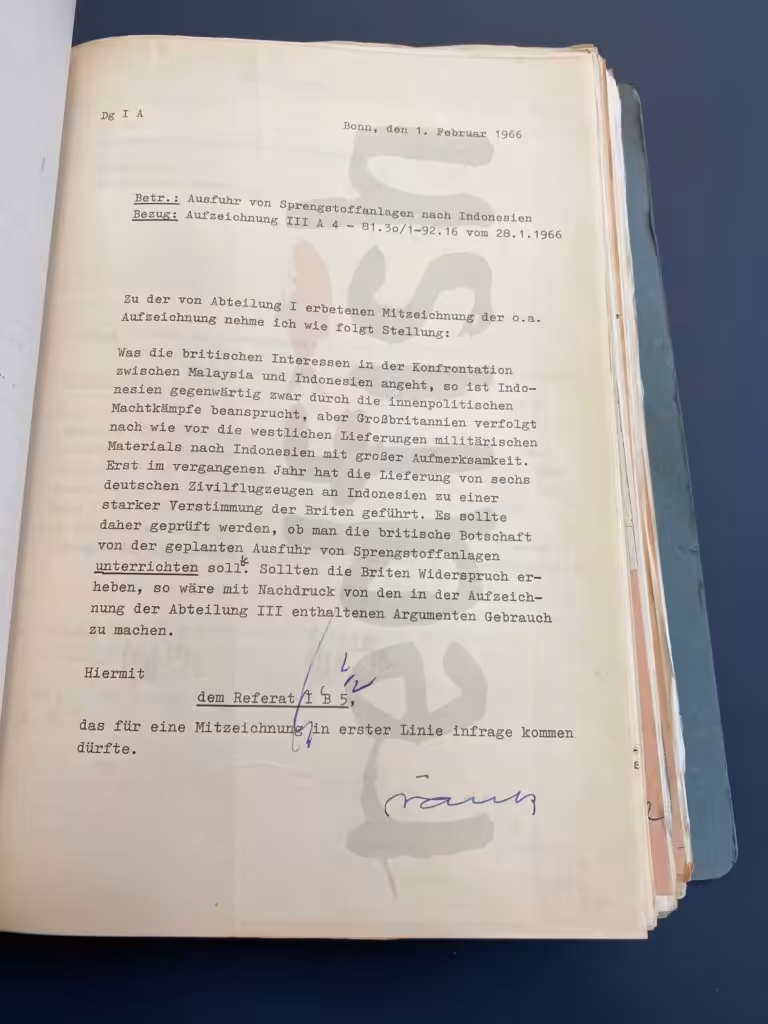 Dg I A
Bonn, den 1. Februar 1966
Betr.: Ausfuhr von Sprengstoffanlagen nach Indonesien
Bezug: Aufzeichnung III A 4 - 81.3o/1-92.16 vom 28.1.1966
Zu der von Abteilung I erbetenen Mitzeichnung der o.a.
Aufzeichnung nehme ich wie folgt Stellung:
Was die britischen Interessen in der Konfrontation
zwischen Malaysia und Indonesien angeht, so ist Indo-
nesien gegenwärtig zwar durch die innenpolitischen
Machtkämpfe beansprucht, aber Großbritannien verfolgt
nach wie vor die westlichen Lieferungen militärischen
Materials nach Indonesien mit großer Aufmerksamkeit.
Erst im vergangenen Jahr hat die Lieferung von sechs
deutschen Zivilflugzeugen an Indonesien zu einer
starker Verstimmung der Briten geführt. Es sollte
daher geprüft werden, ob man die britische Botschaft
von der geplanten Ausfuhr von Sprengstoffanlagen
unterrichten soll. Sollten die Briten Widerspruch er-
heben, so wäre mit Nachdruck von den in der Aufzeich-
nung der Abteilung III enthaltenen Argumenten Gebrauch
zu machen.
Hiermit
dem Referat I B 5,
das für eine Mitzeichnung in erster Linie infrage kommen
dürfte.